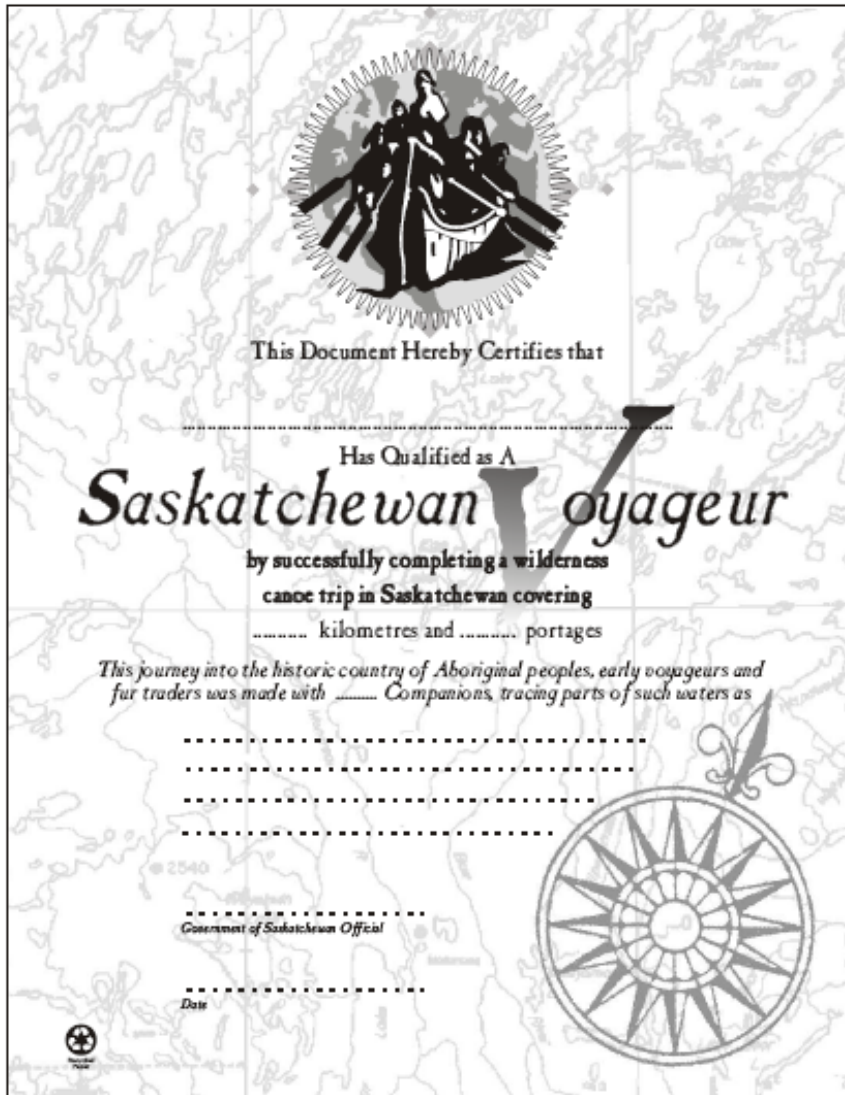 This Document Hereby Certifies that
Has Qualified as A
Saskatchewan Voyageur
by successfully completing a wilderness
canoe trip in Saskatchewan covering
............ kilometres and ............ portages
This journey into the historic country of Aboriginal peoples, early voyageurs and
fur traders was made with .......... Companions, tracing parts of such waters as
2540
Government of Saskatchewan Official
Date